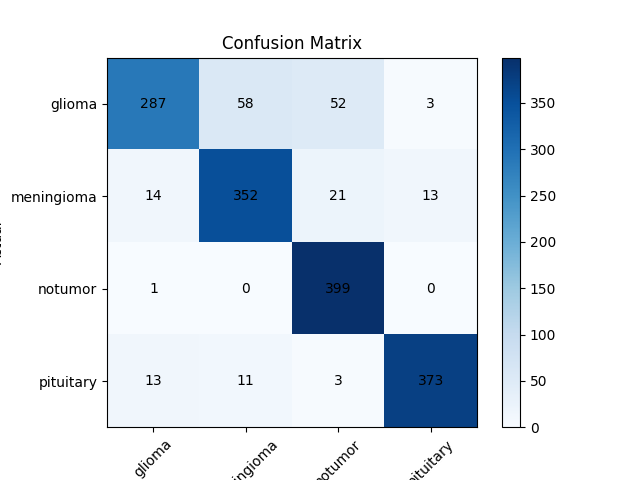 Confusion Matrix
glioma 287 58 52 3
meningioma 14 352 21 13
notumor 1 0 399 0
pituitary 13 11 3 373
glioma
350
300
250
200
150
100
50
0